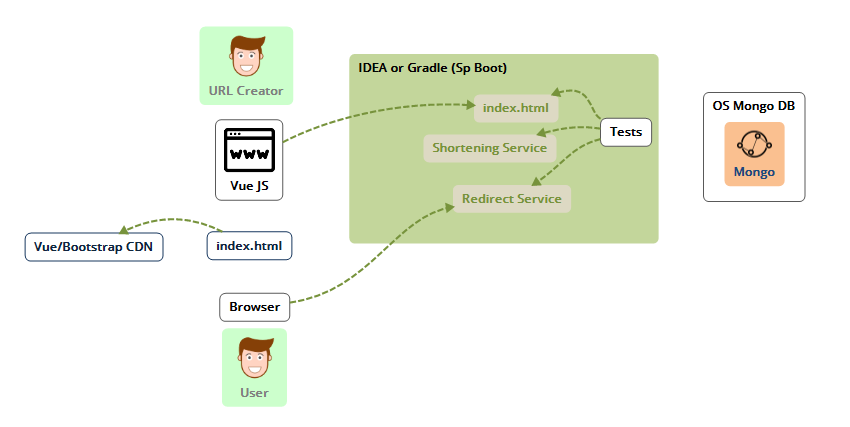 URL Creator
IDEA or Gradle (Sp Boot)
index.html
OS Mongo DB
Tests
www
Shortening Service
Mongo
Vue JS
Redirect Service
Vue/Bootstrap CDN
index.html
Browser
User